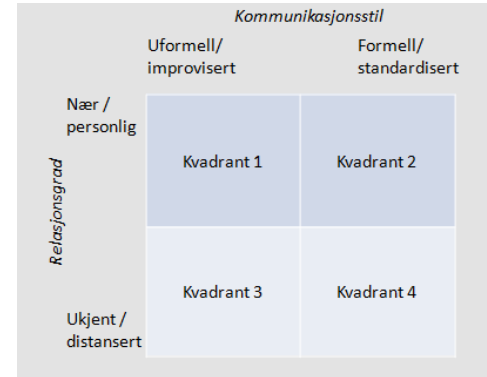 Kommunikasjonsstil
Uformell/
improvisert
Formell/
standardisert
Nær /
personlig
Relasjonsgrad
Kvadrant 1
Kvadrant 2
Kvadrant 3
Kvadrant 4
Ukjent /
distansert